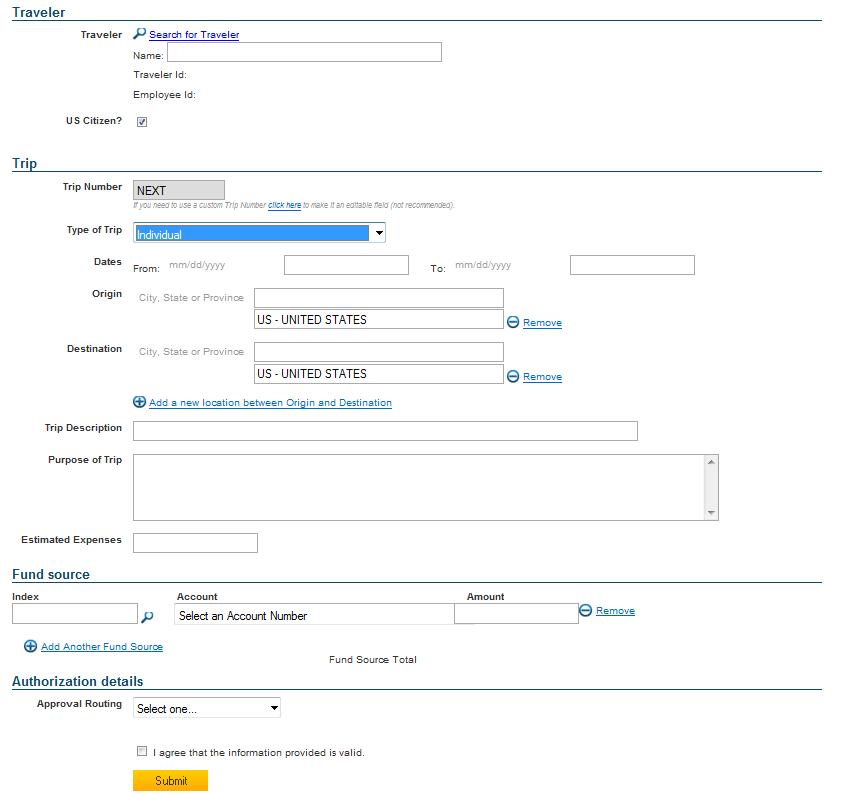 Traveler
Traveler Search for Traveler
Name:
Traveler Id:
Employee Id:
US Citizen?
Trip
Trip Number NEXT
If you need to use a custom Trip Number click here to make it an editable field (not recommended).
Type of Trip Individual
Dates From: mm/dd/yyyy To: mm/dd/yyyy
Origin City, State or Province
US - UNITED STATES Remove
Destination City, State or Province
US - UNITED STATES Remove
Add a new location between Origin and Destination
Trip Description
Purpose of Trip
Estimated Expenses
Fund source
Index Account Amount
Select an Account Number Remove
Add Another Fund Source
Fund Source Total
Authorization details
Approval Routing Select one...
I agree that the information provided is valid.
Submit